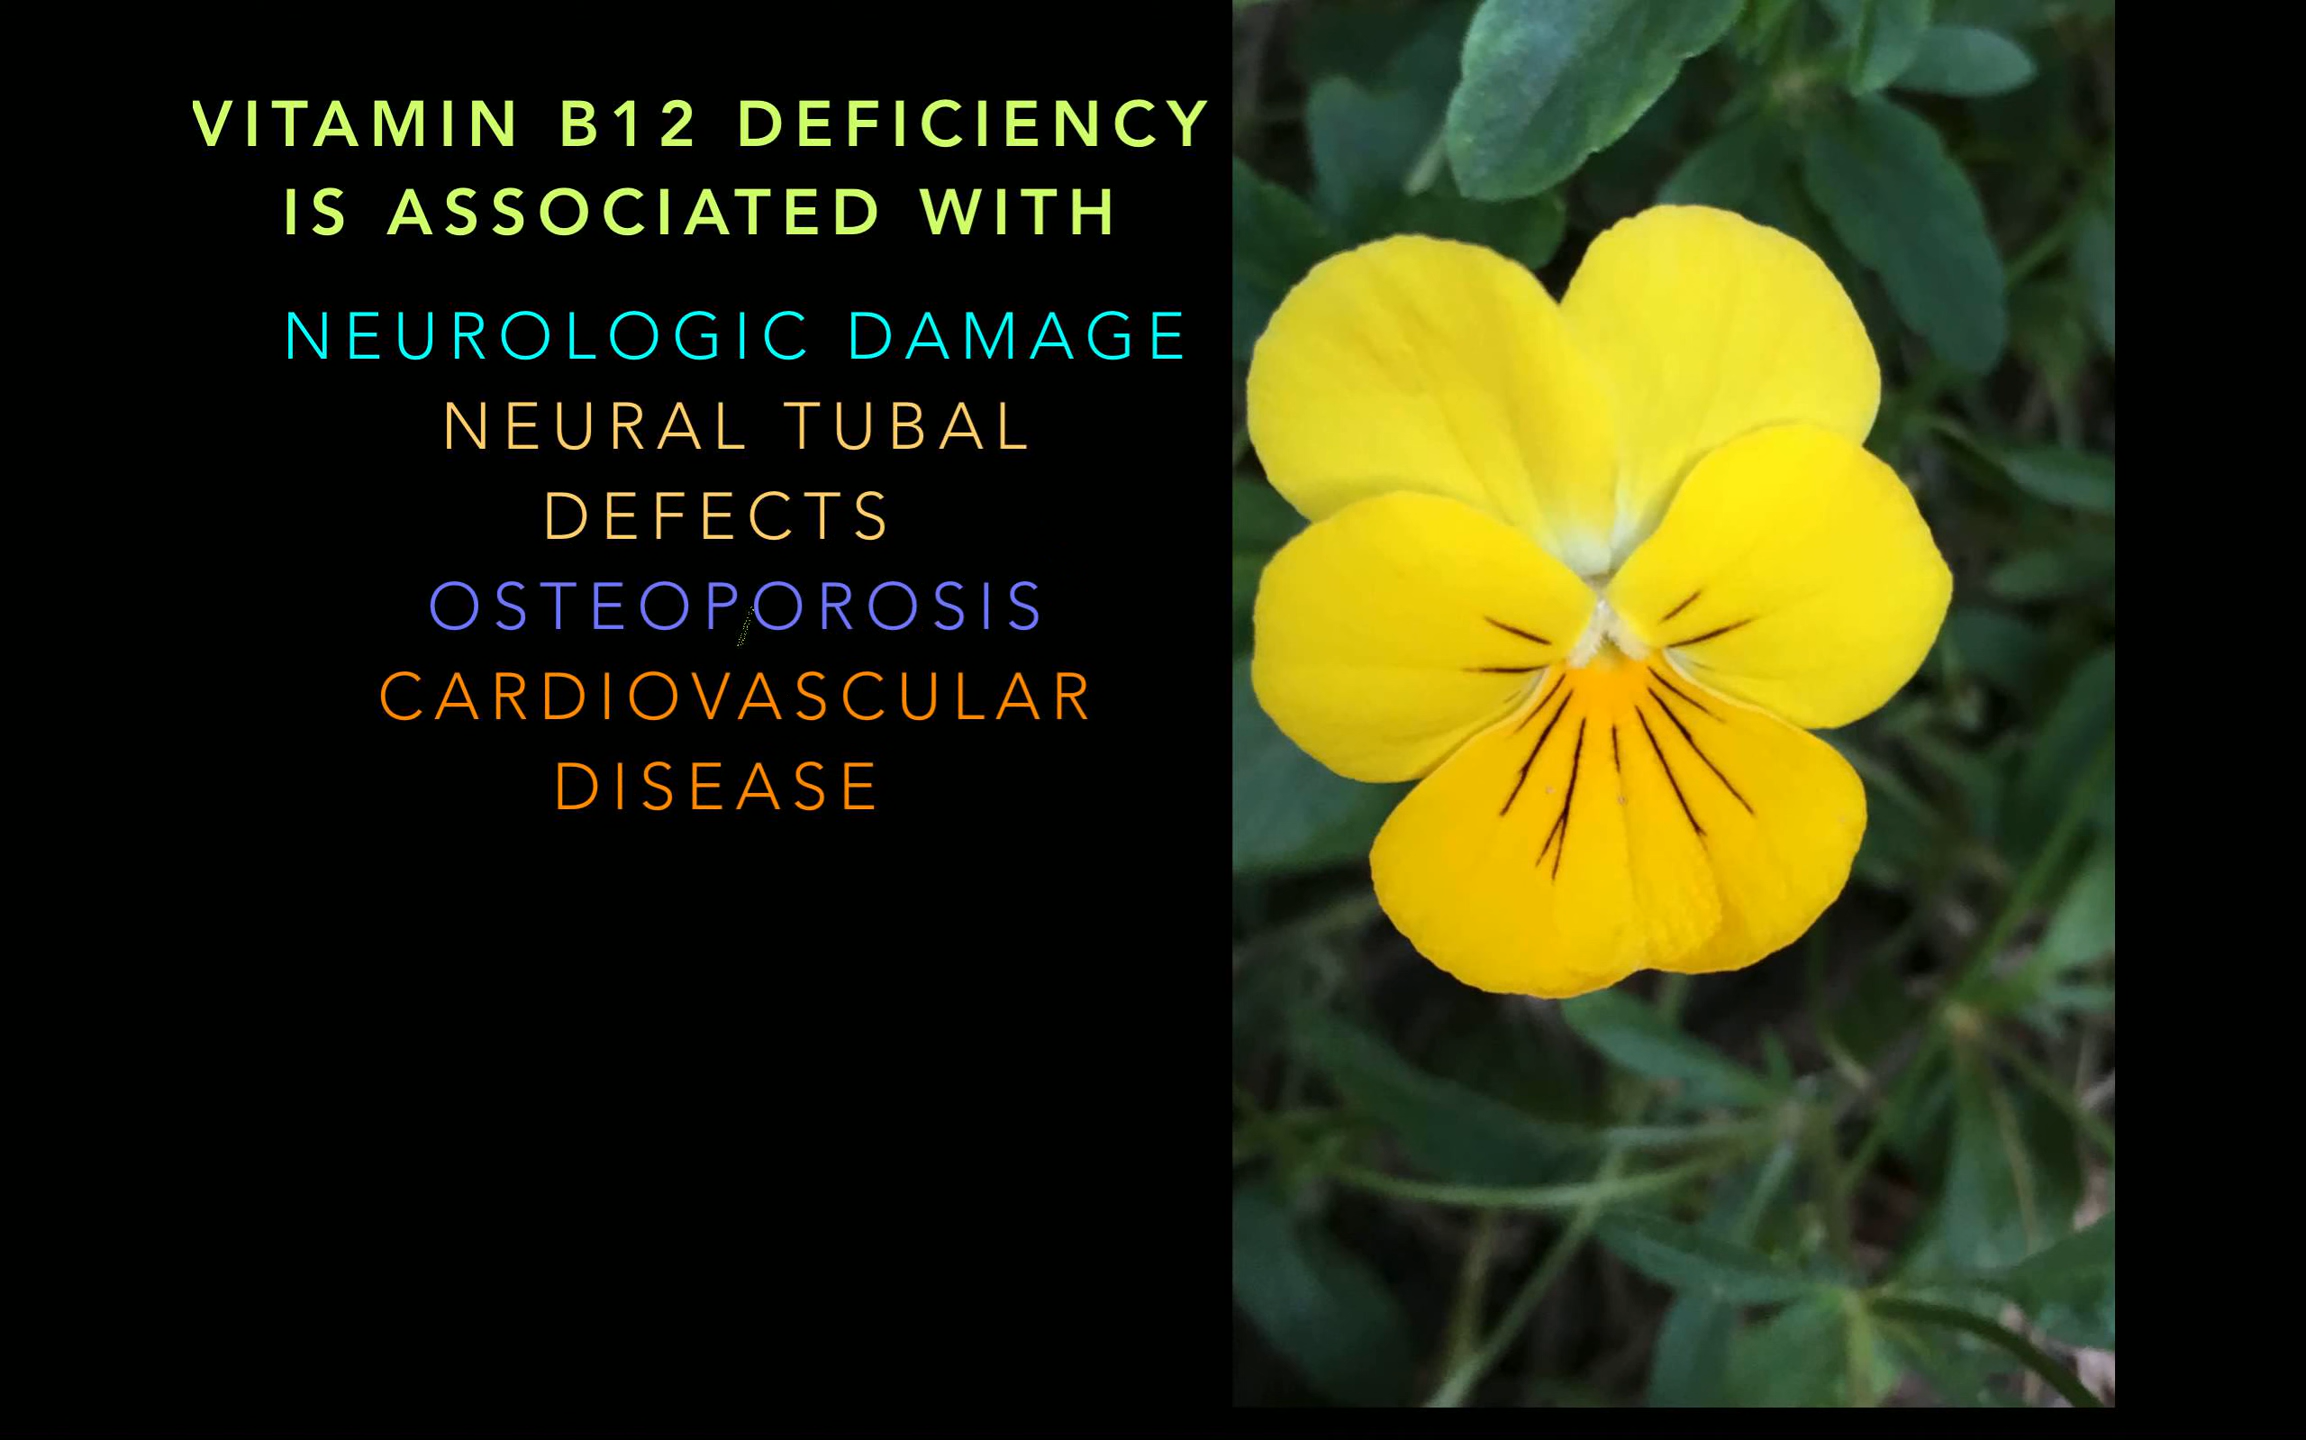 VITAMIN B12 DEFICIENCY
IS ASSOCIATED WITH
NEUROLOGIC DAMAGE
NEURAL TUBAL
DEFECTS
OSTEOPOROSIS
CARDIOVASCULAR
DISEASE